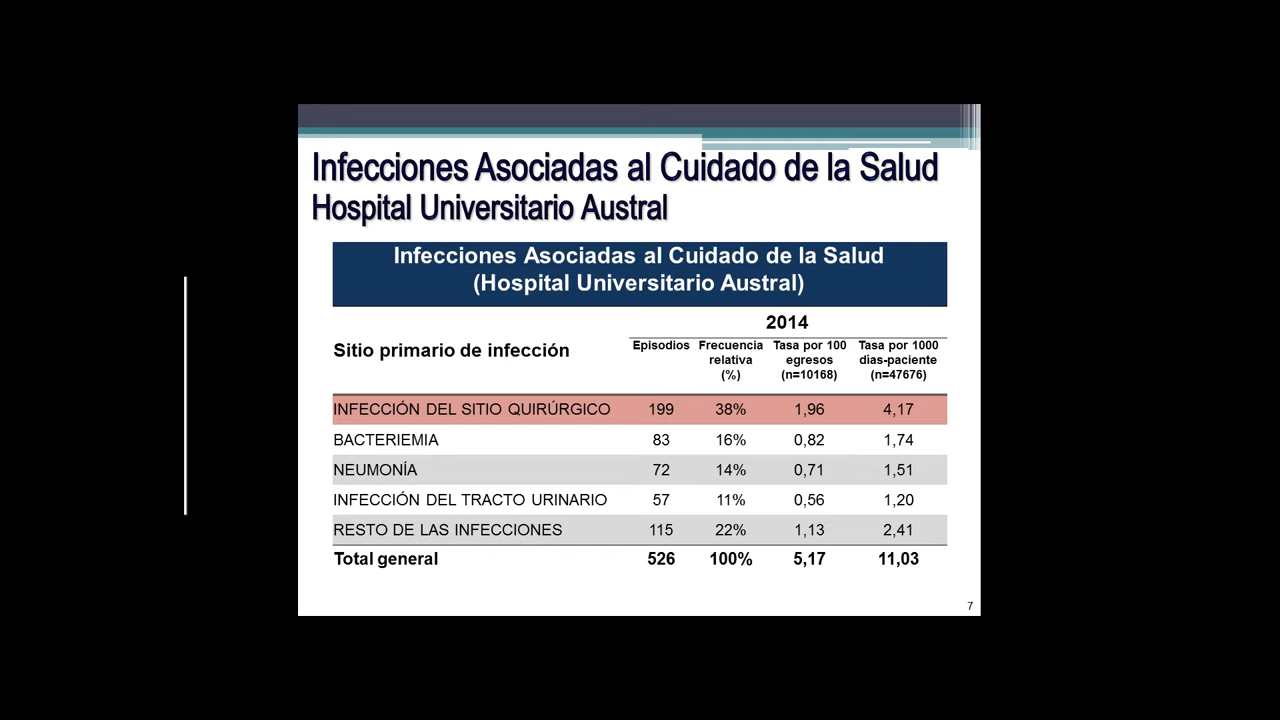 Infecciones Asociadas al Cuidado de la Salud
Hospital Universitario Austral
Infecciones Asociadas al Cuidado de la Salud
(Hospital Universitario Austral)
2014
Sitio primario de infección
Episodios Frecuencia relativa (%) Tasa por 100 egresos (n=10168) Tasa por 1000 días-paciente (n=47676)
INFECCIÓN DEL SITIO QUIRÚRGICO 199 38% 1,96 4,17
BACTERIEMIA 83 16% 0,82 1,74
NEUMONÍA 72 14% 0,71 1,51
INFECCIÓN DEL TRACTO URINARIO 57 11% 0,56 1,20
RESTO DE LAS INFECCIONES 115 22% 1,13 2,41
Total general 526 100% 5,17 11,03
7